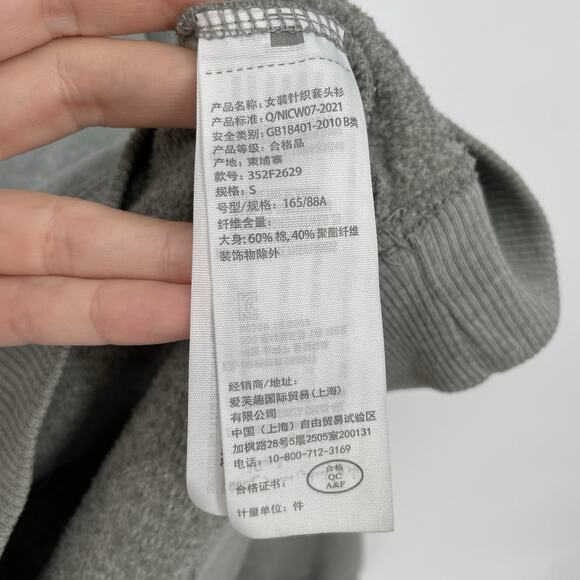 产品名称：女装针织套头衫
产品标准：Q/NICW07-2021
安全类别：GB18401-2010 B类
产品等级：合格品
产地：柬埔寨
款号：352F2629
规格：S
号型/规格：165/88A
纤维含量：
大身：60% 棉, 40% 聚酯纤维
装饰物除外
经销商/地址：
爱芙趣国际贸易(上海)
有限公司
中国（上海）自由贸易试验区
加枫路28号5层2505室200131
电话：10-800-712-3169
合格证书：
合格
QC
A&F
计量单位：件